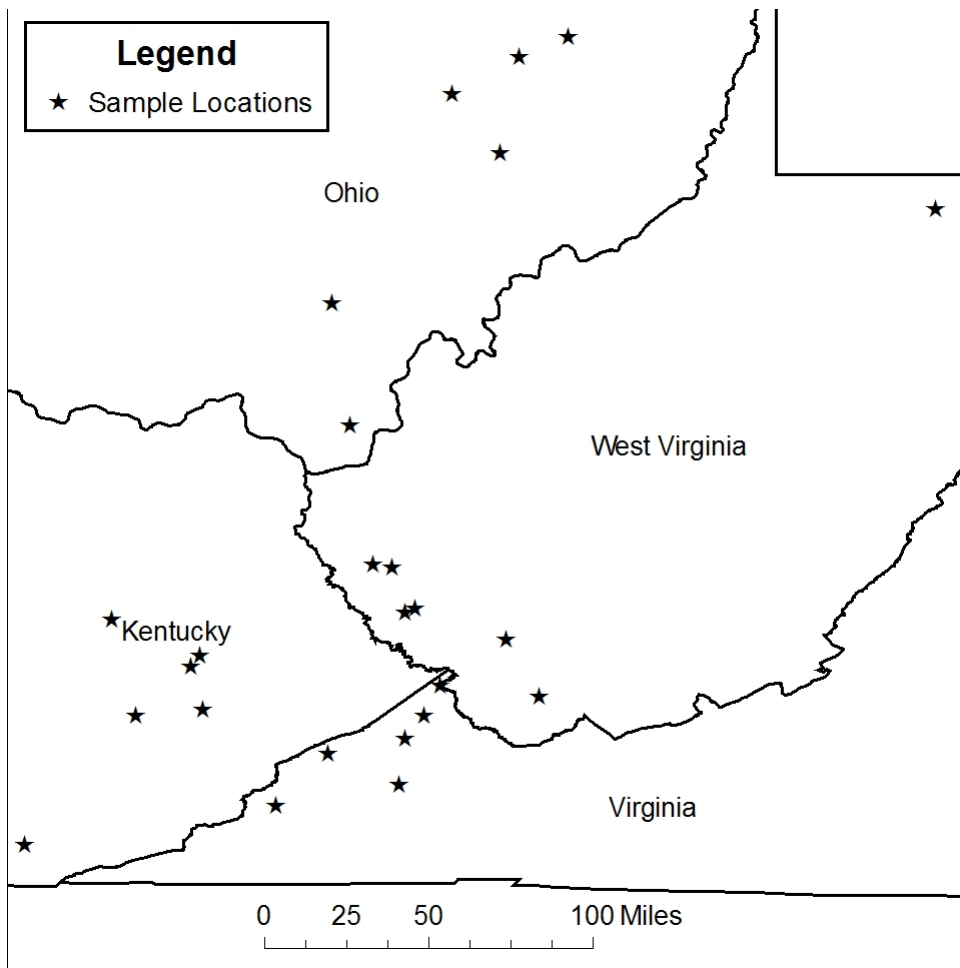 Legend
Sample Locations
Ohio
West Virginia
Kentucky
Virginia
0 25 50 100 Miles